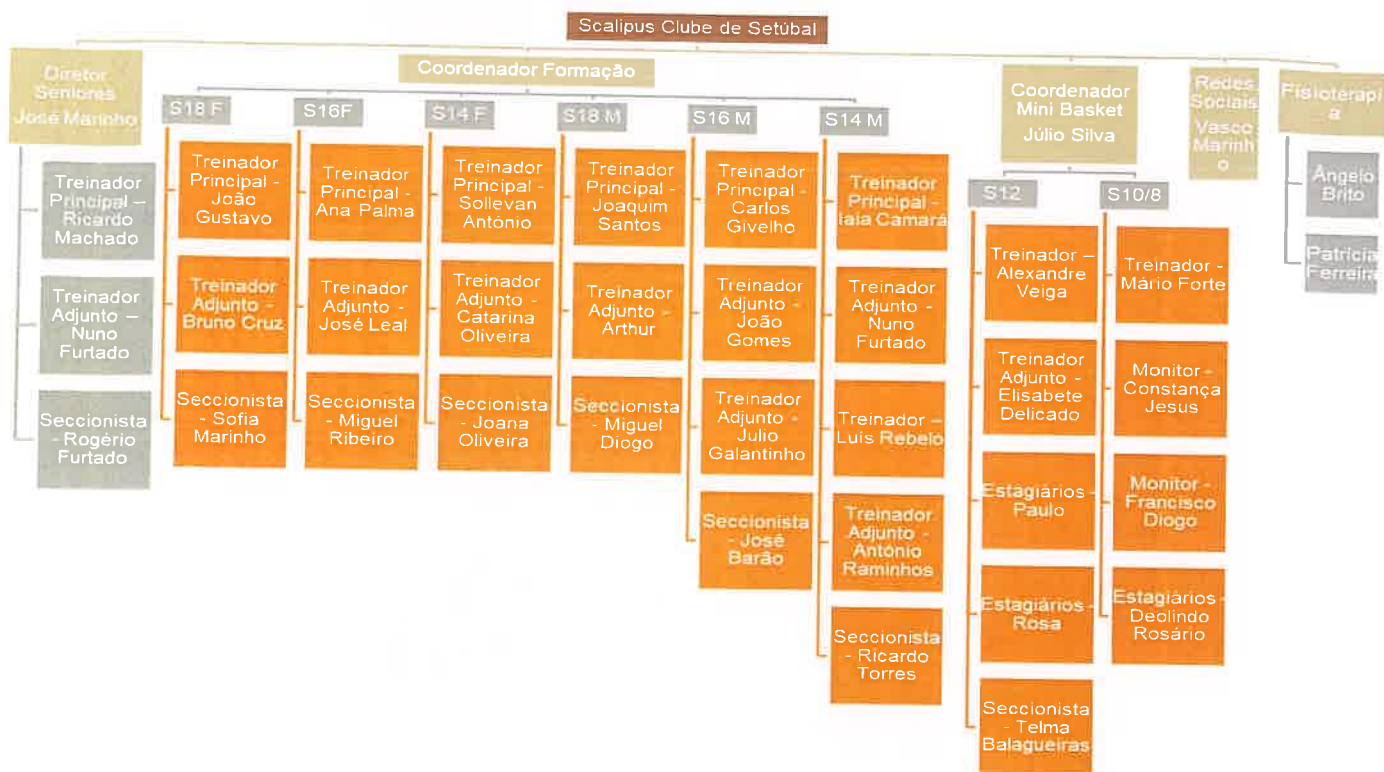 Scalipus Clube de Setúbal
Diretor
Seniores
José Marinho
Treinador
Principal –
Ricardo
Machado
Treinador
Adjunto –
Nuno
Furtado
Seccionista
- Rogério
Furtado
Coordenador Formação
S18 F
Treinador
Principal -
João
Gustavo
Treinador
Adjunto -
Bruno Cruz
Seccionista
- Sofia
Marinho
S16F
Treinador
Principal -
Ana Palma
Treinador
Adjunto -
José Leal
Seccionista
- Miguel
Ribeiro
S14 F
Treinador
Principal -
Sollevan
António
Treinador
Adjunto -
Catarina
Oliveira
Seccionista
- Joana
Oliveira
S18 M
Treinador
Principal -
Joaquim
Santos
Treinador
Adjunto -
Arthur
Seccionista
- Miguel
Diogo
S16 M
Treinador
Principal -
Carlos
Givelho
Treinador
Adjunto -
João
Gomes
Treinador
Adjunto -
Julio
Galantinho
Seccionista
- José
Barão
S14 M
Treinador
Principal -
Iaia Camará
Treinador
Adjunto -
Nuno
Furtado
Treinador –
Luís Rebelo
Treinador
Adjunto -
António
Raminhos
Seccionista
- Ricardo
Torres
Coordenador
Mini Basket
Júlio Silva
S12
Treinador –
Alexandre
Veiga
Treinador
Adjunto -
Elisabete
Delicado
Estagiários -
Paulo
Estagiários -
Rosa
Seccionista
- Telma
Balagueiras
S10/8
Treinador -
Mário Forte
Monitor -
Constança
Jesus
Monitor -
Francisco
Diogo
Estagiários -
Deolindo
Rosário
Redes
Sociais
Vasco
Marinh
o
Fisioterapi
a
Ângelo
Brito
Patrícia
Ferreira